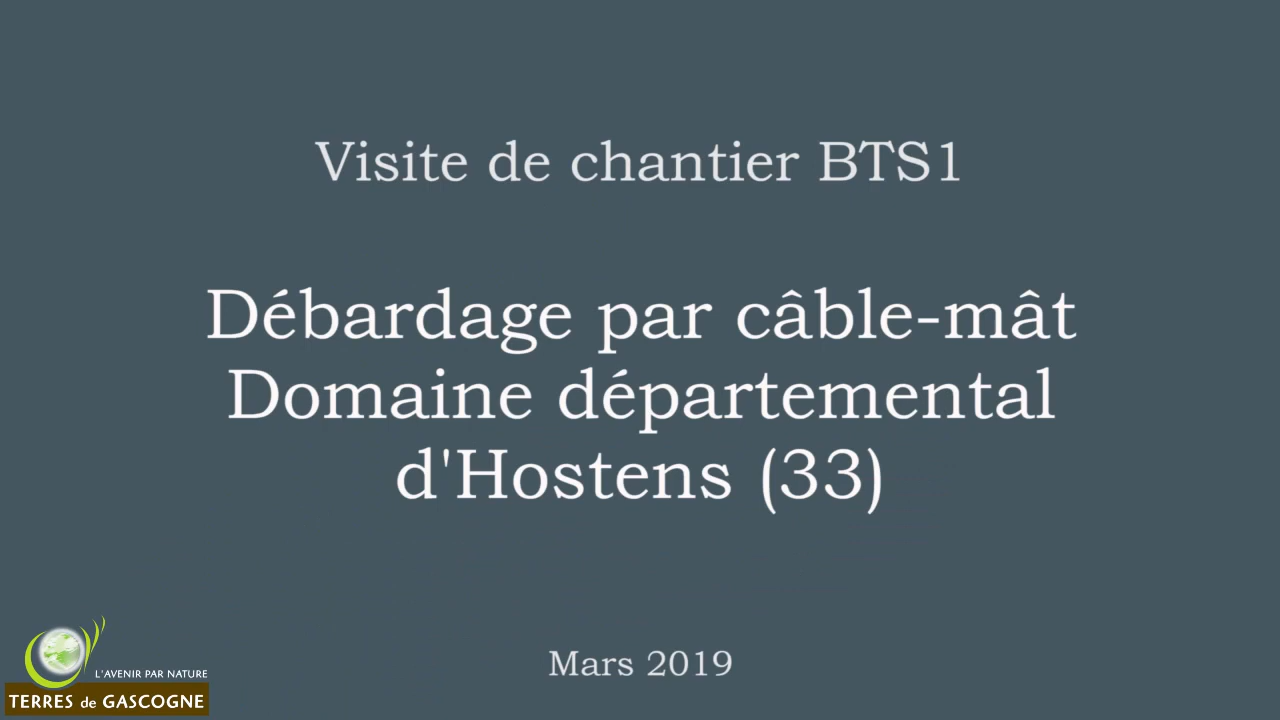 Visite de chantier BTS1
Débardage par câble-mât
Domaine départemental
d'Hostens (33)
Mars 2019
L'AVENIR PAR NATURE
TERRES de GASCOGNE